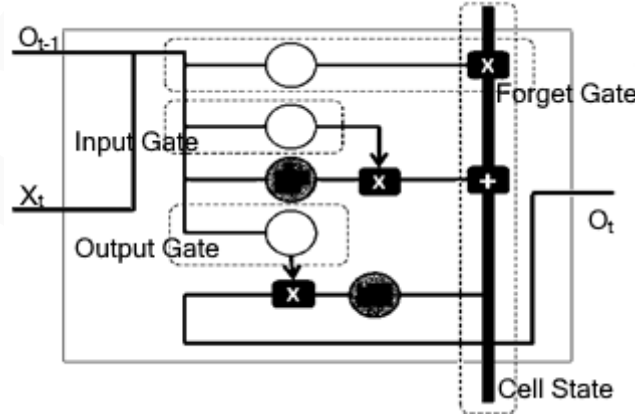 Ot-1
X
Forget Gate
Input Gate
X
+
Xt
Ot
Output Gate
X
Cell State